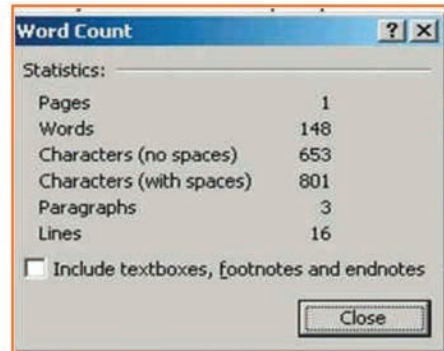 Word Count
Statistics:
Pages 1
Words 148
Characters (no spaces) 653
Characters (with spaces) 801
Paragraphs 3
Lines 16
Include textboxes, footnotes and endnotes
Close